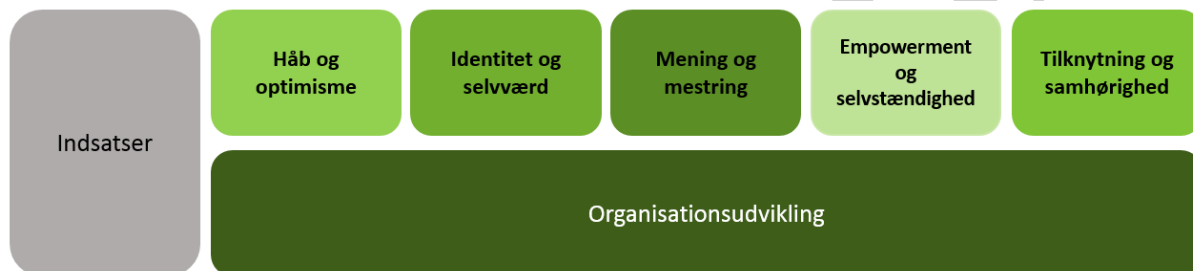 Indsatser
Håb og
optimisme
Identitet og
selvværd
Mening og
mestring
Empowerment
og
selvstændighed
Tilknytning og
samhørighed
Organisationsudvikling